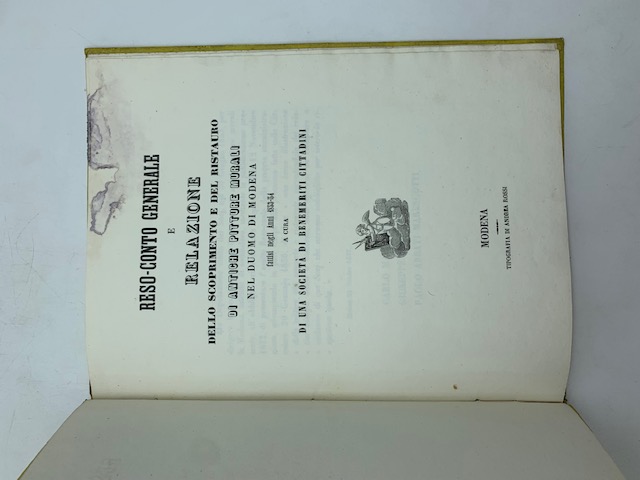 RESO-CONTO GENERALE
E
RELAZIONE
DELLO SCOPRIMENTO E DEL RISTAURO
DI ANTICHE PITTURE MURALI
NEL DUOMO DI MODENA
fattisi negli Anni 1853-54
A CURA
DI UNA SOCIETÀ DI BENEMERITI CITTADINI
MODENA
TIPOGRAFIA DI ANDREA ROSSI